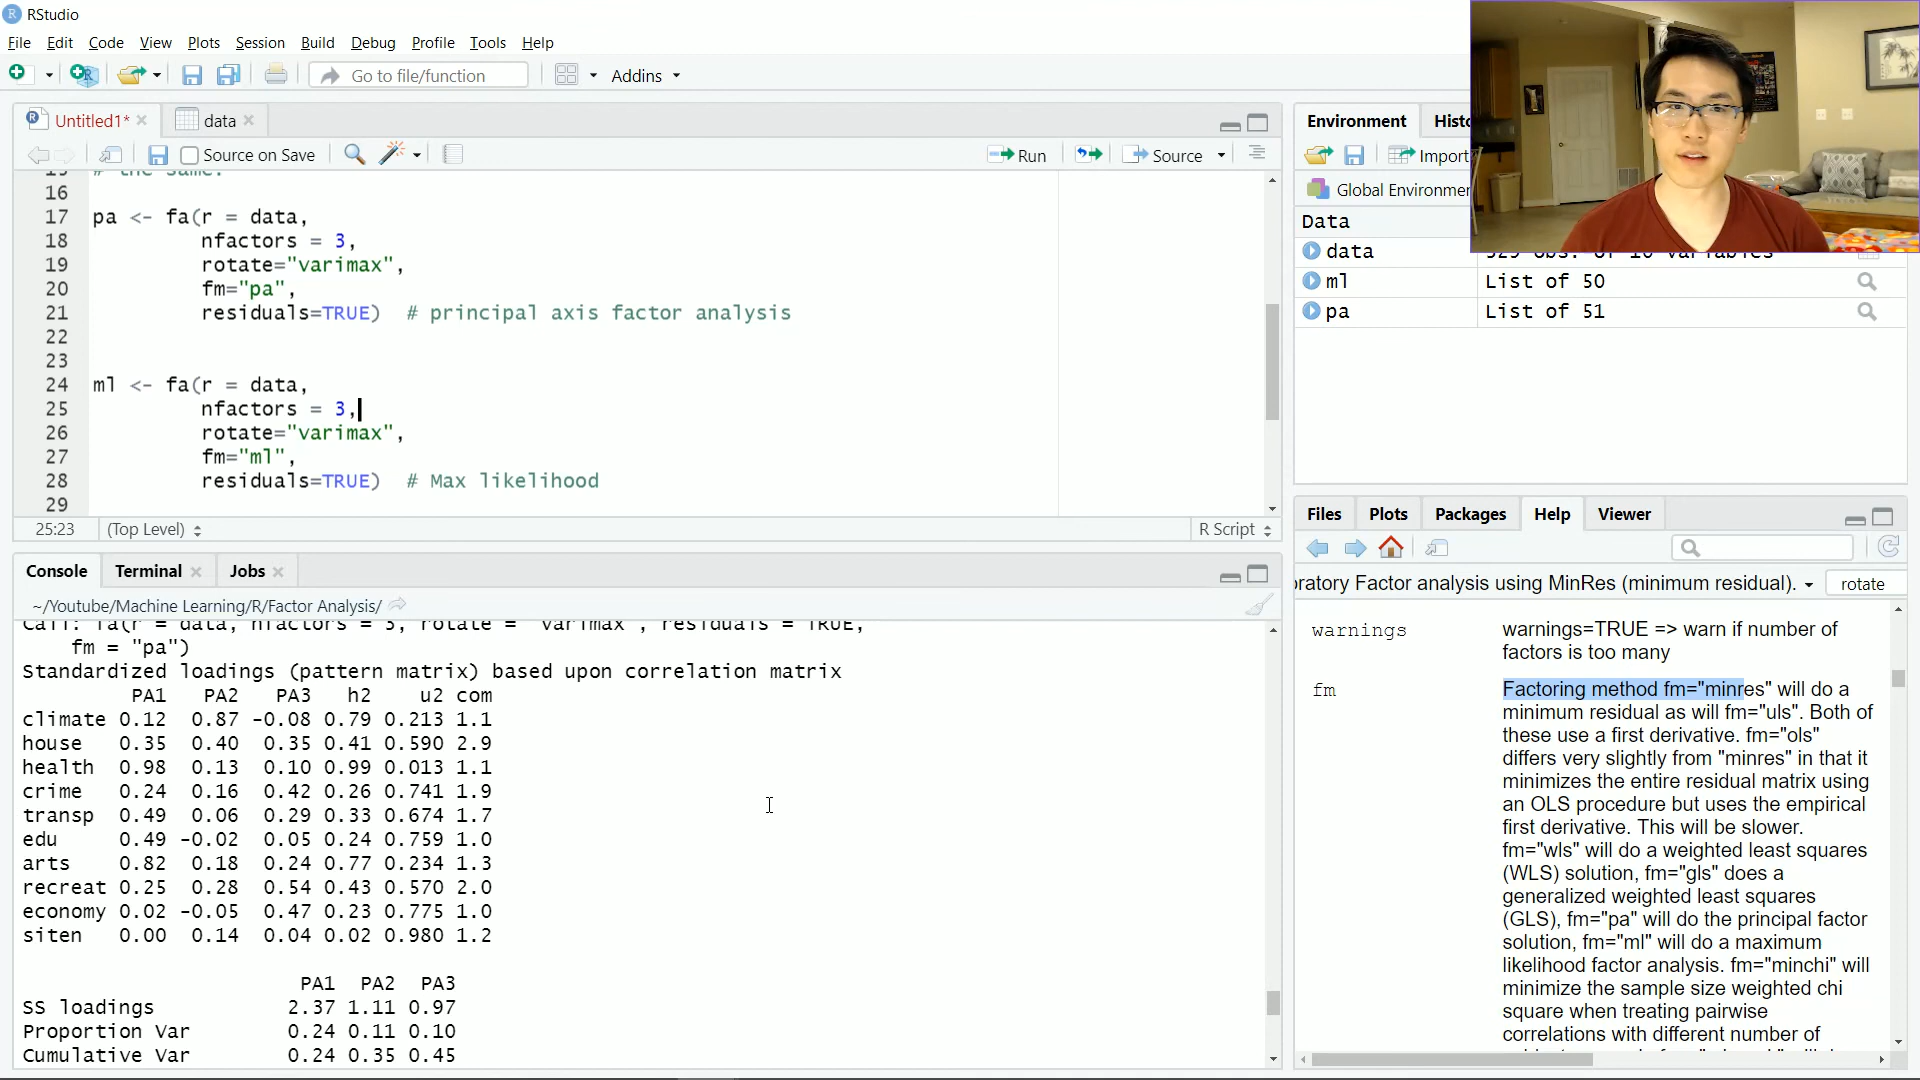 RStudio
File Edit Code View Plots Session Build Debug Profile Tools Help
Go to file/function Addins
Untitled1* data
Source on Save Run Source
# the same.
16
17 pa <- fa(r = data,
18 nfactors = 3,
19 rotate="varimax",
20 fm="pa",
21 residuals=TRUE) # principal axis factor analysis
22
23
24 ml <- fa(r = data,
25 nfactors = 3,
26 rotate="varimax",
27 fm="ml",
28 residuals=TRUE) # Max likelihood
29
25:23 (Top Level) R Script
Console Terminal Jobs
~/Youtube/Machine Learning/R/Factor Analysis/
Call: fa(r = data, nfactors = 3, rotate = "varimax", residuals = TRUE,
fm = "pa")
Standardized loadings (pattern matrix) based upon correlation matrix
PA1 PA2 PA3 h2 u2 com
climate 0.12 0.87 -0.08 0.79 0.213 1.1
house 0.35 0.40 0.35 0.41 0.590 2.9
health 0.98 0.13 0.10 0.99 0.013 1.1
crime 0.24 0.16 0.42 0.26 0.741 1.9
transp 0.49 0.06 0.29 0.33 0.674 1.7
edu 0.49 -0.02 0.05 0.24 0.759 1.0
arts 0.82 0.18 0.24 0.77 0.234 1.3
recreat 0.25 0.28 0.54 0.43 0.570 2.0
economy 0.02 -0.05 0.47 0.23 0.775 1.0
siten 0.00 0.14 0.04 0.02 0.980 1.2
PA1 PA2 PA3
SS loadings 2.37 1.11 0.97
Proportion Var 0.24 0.11 0.10
Cumulative Var 0.24 0.35 0.45
Environment Histo
Import
Global Environmer
Data
data
ml List of 50
pa List of 51
Files Plots Packages Help Viewer
oratory Factor analysis using MinRes (minimum residual). rotate
warnings warnings=TRUE => warn if number of
factors is too many
fm Factoring method fm="minres" will do a
minimum residual as will fm="uls". Both of
these use a first derivative. fm="ols"
differs very slightly from "minres" in that it
minimizes the entire residual matrix using
an OLS procedure but uses the empirical
first derivative. This will be slower.
fm="wls" will do a weighted least squares
(WLS) solution, fm="gls" does a
generalized weighted least squares
(GLS), fm="pa" will do the principal factor
solution, fm="ml" will do a maximum
likelihood factor analysis. fm="minchi" will
minimize the sample size weighted chi
square when treating pairwise
correlations with different number of